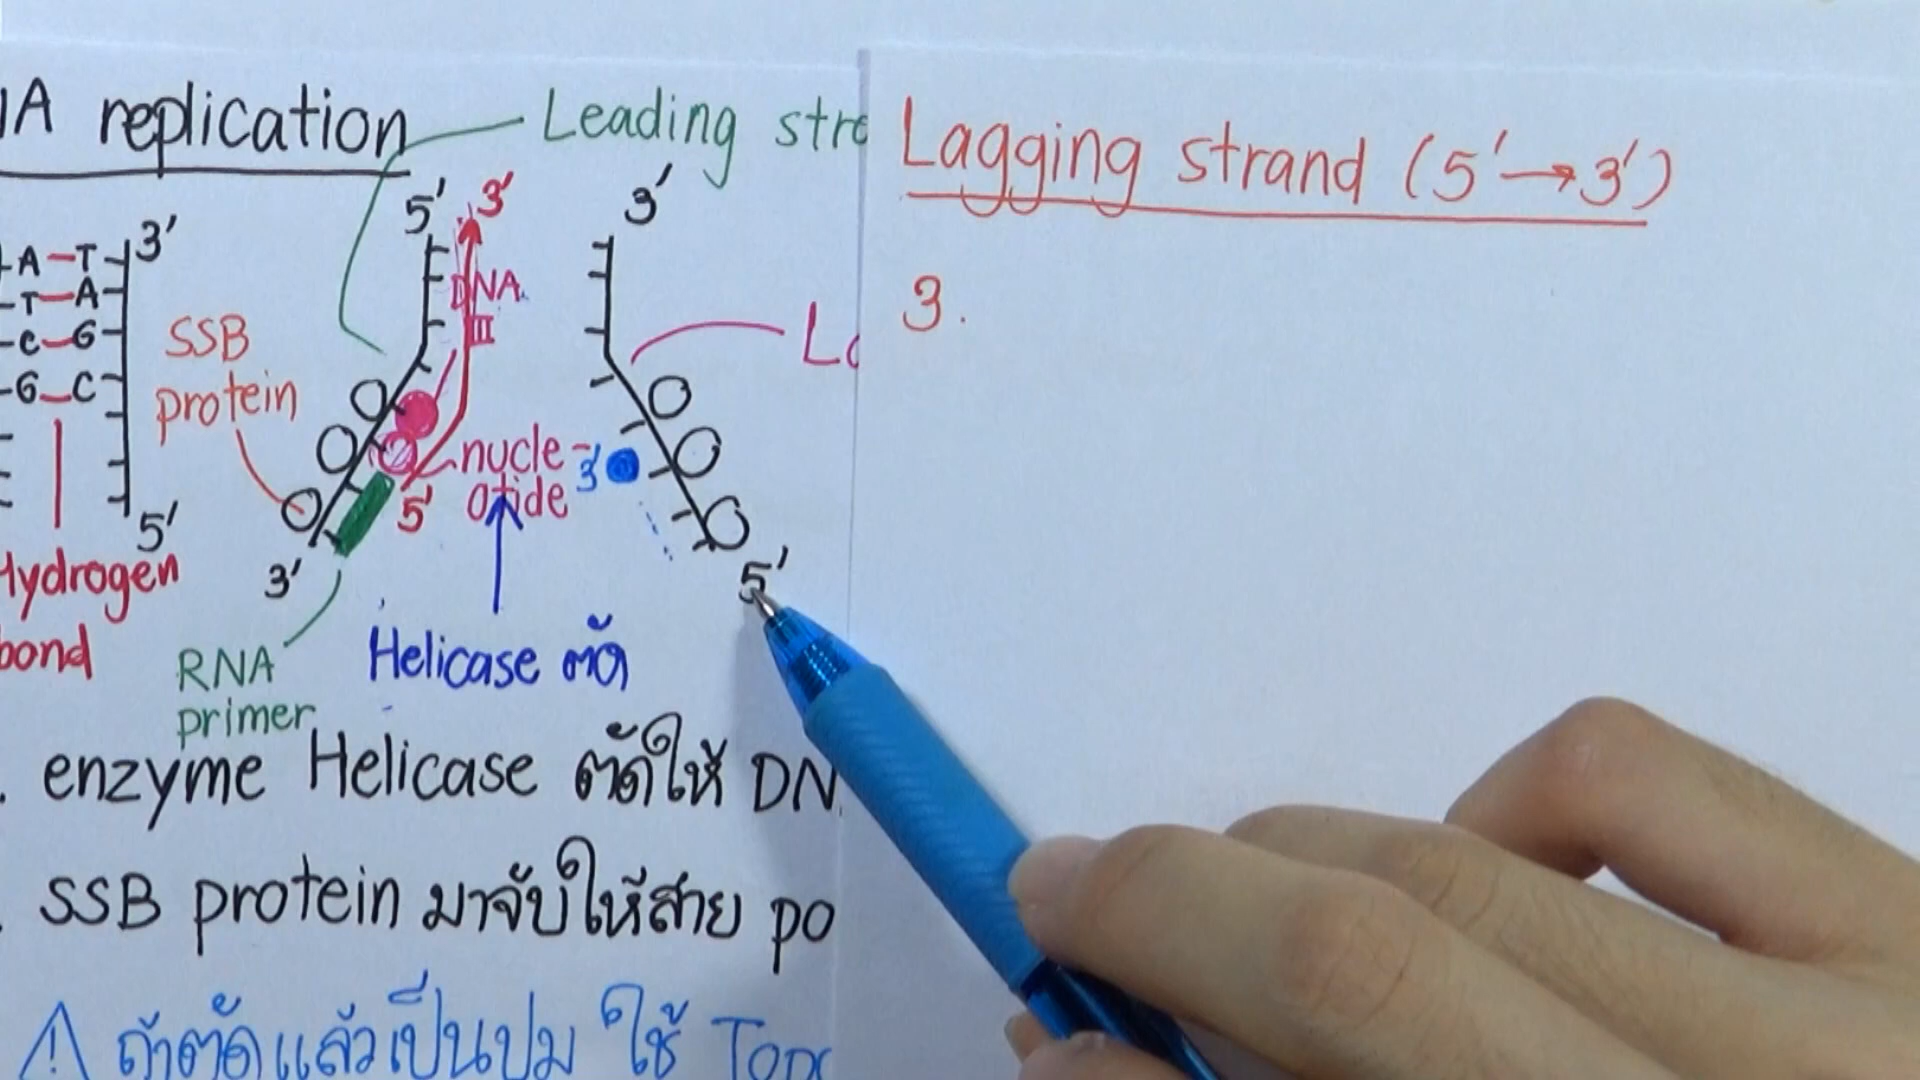 IA replication
Leading stra
Lagging strand (5'→3')
5'
3'
3'
3'
A-T
T-A
C-G
G-C
DNA
III
SSB
protein
3.
nucle-
otide
3'
5'
5'
3'
5'
Hydrogen
bond
RNA
primer
Helicase ตัด
. enzyme Helicase ตัดให้ DN
. SSB protein มาจับให้สาย po
⚠ ถ้าตัดแล้วเป็นปม ใช้ Topo